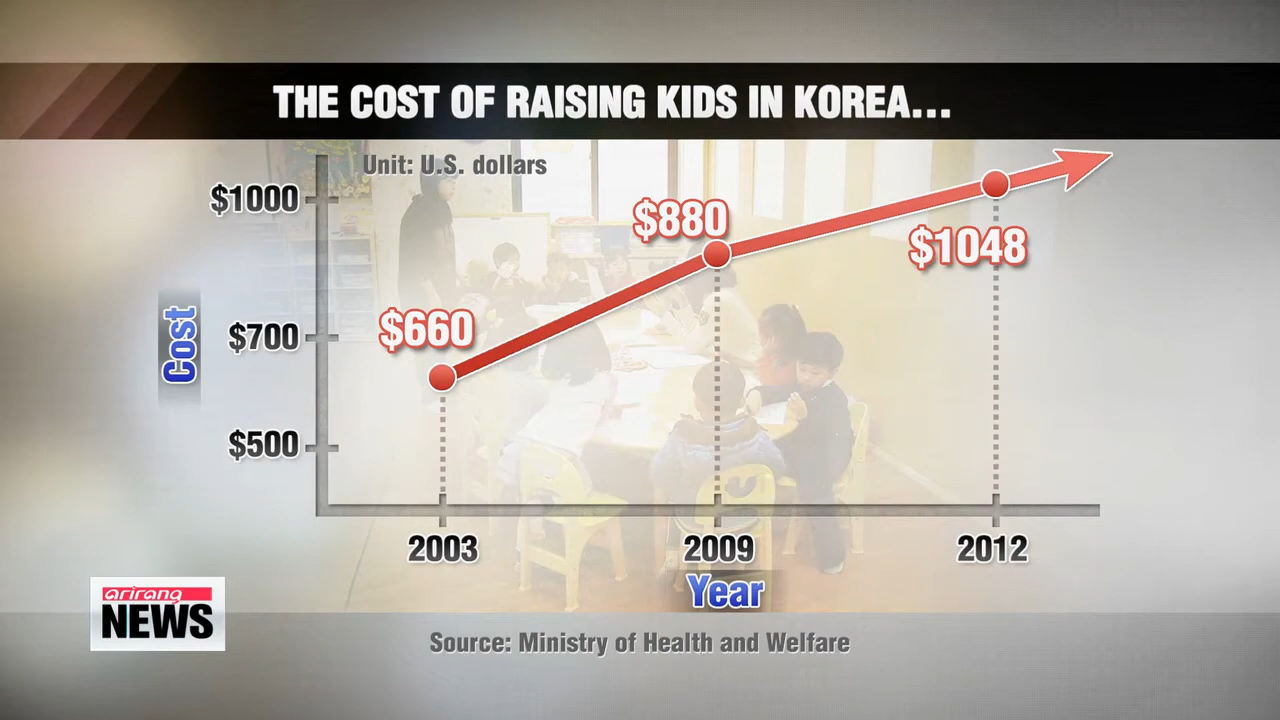 THE COST OF RAISING KIDS IN KOREA...
Unit: U.S. dollars
$1000
$700
$500
Cost
$660
$880
$1048
2003
2009
2012
Year
arirang
NEWS
Source: Ministry of Health and Welfare